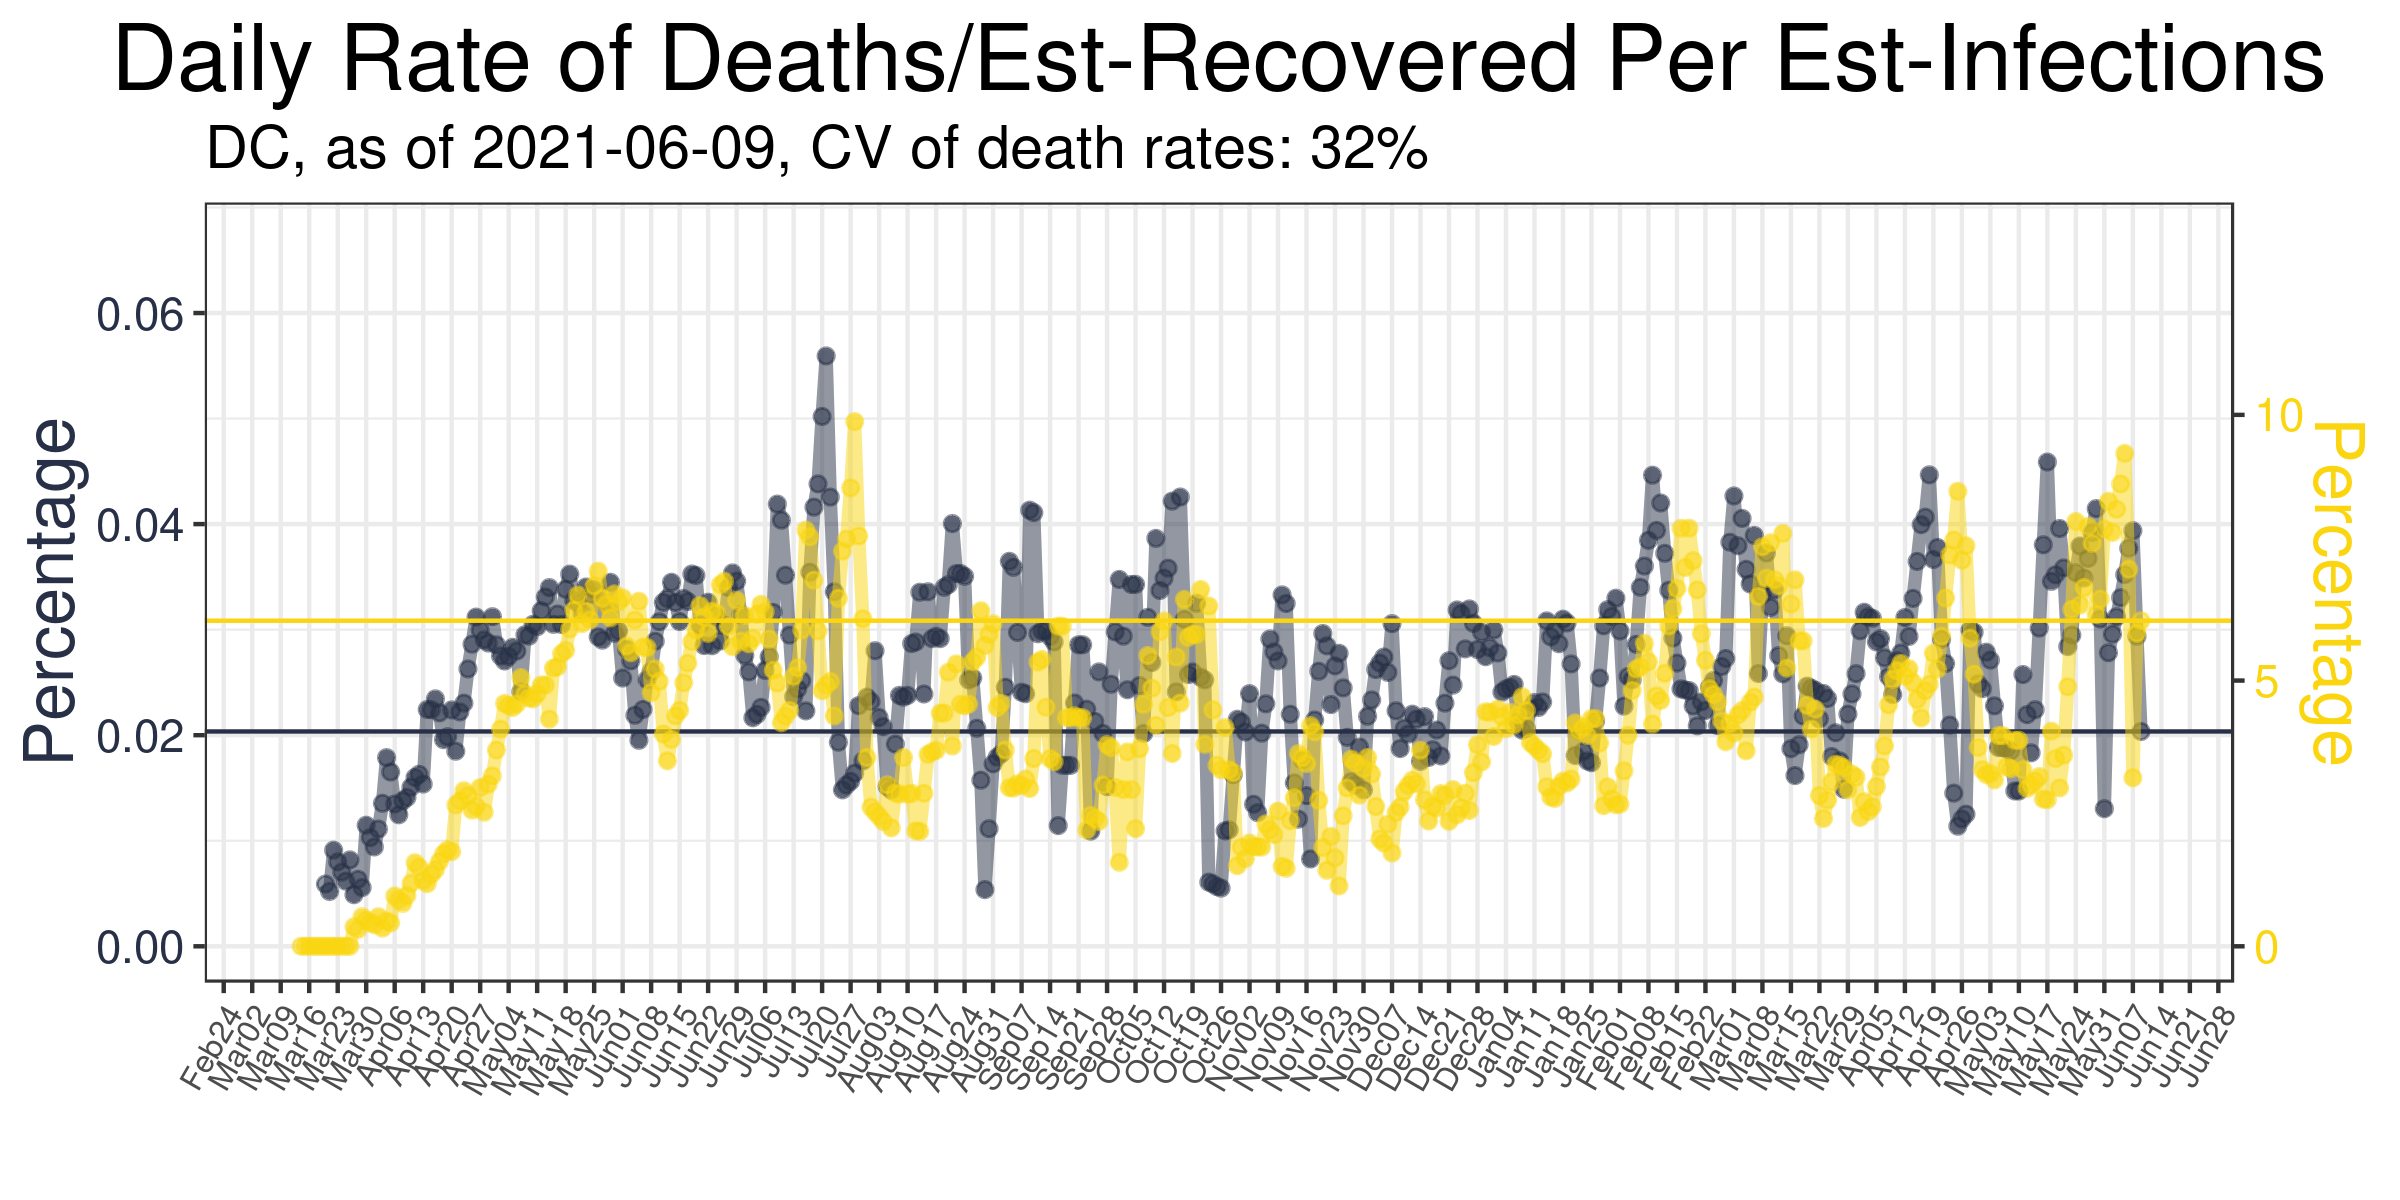 Daily Rate of Deaths/Est-Recovered Per Est-Infections
DC, as of 2021-06-09, CV of death rates: 32%
Percentage
0.06
0.04
0.02
0.00
10
5
0
Percentage
Feb24
Mar02
Mar09
Mar16
Mar23
Mar30
Apr06
Apr13
Apr20
Apr27
May04
May11
May18
May25
Jun01
Jun08
Jun15
Jun22
Jun29
Jul06
Jul13
Jul20
Jul27
Aug03
Aug10
Aug17
Aug24
Aug31
Sep07
Sep14
Sep21
Sep28
Oct05
Oct12
Oct19
Oct26
Nov02
Nov09
Nov16
Nov23
Nov30
Dec07
Dec14
Dec21
Dec28
Jan04
Jan11
Jan18
Jan25
Feb01
Feb08
Feb15
Feb22
Mar01
Mar08
Mar15
Mar22
Mar29
Apr05
Apr12
Apr19
Apr26
May03
May10
May17
May24
May31
Jun07
Jun14
Jun21
Jun28